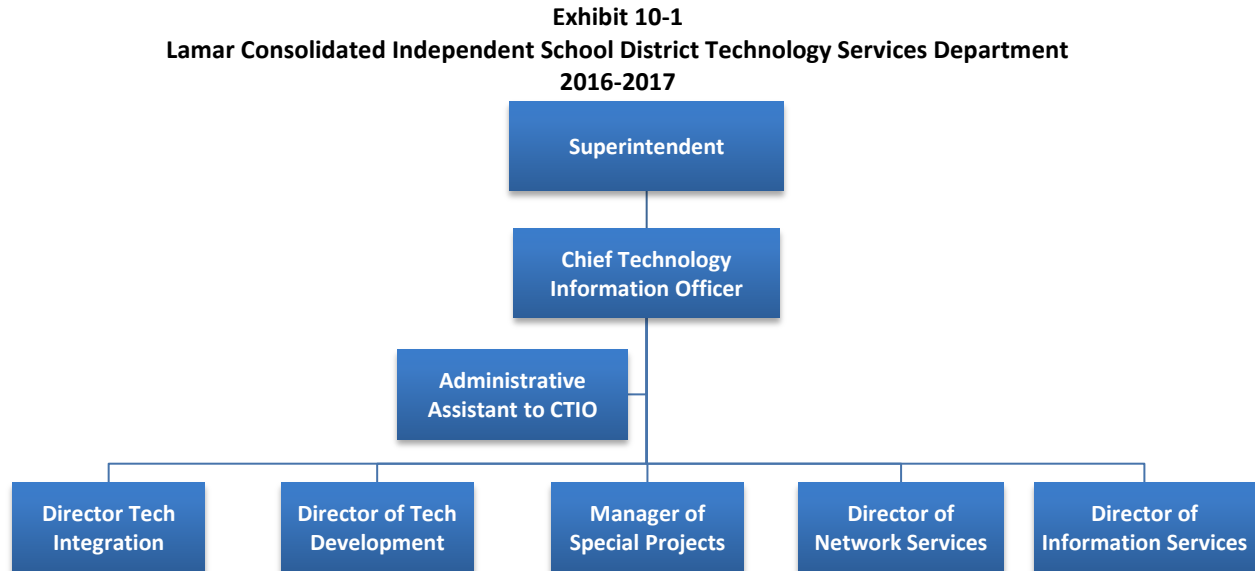 Exhibit 10-1
Lamar Consolidated Independent School District Technology Services Department
2016-2017
Superintendent
Chief Technology
Information Officer
Administrative
Assistant to CTIO
Director Tech
Integration
Director of Tech
Development
Manager of
Special Projects
Director of
Network Services
Director of
Information Services